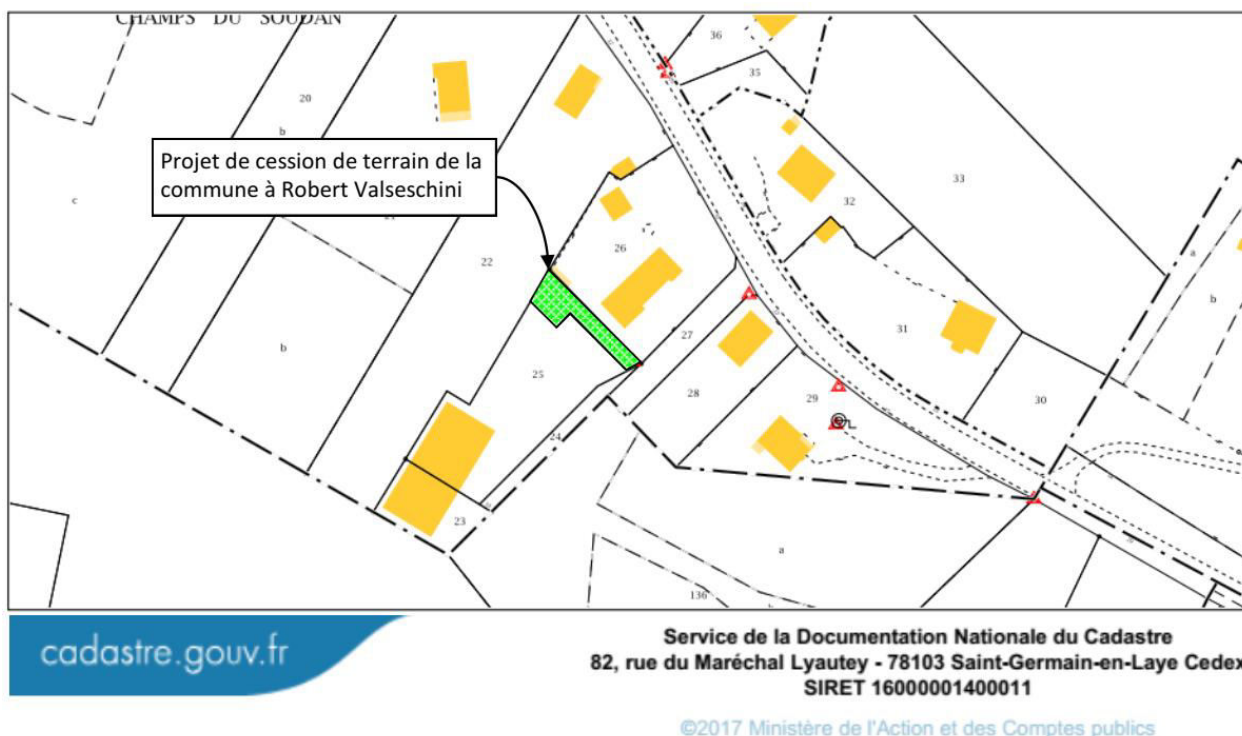 CHAMPS DU SOUDAN
36
35
20
b
Projet de cession de terrain de la
commune à Robert Valseschini
33
c
32
26
22
a
b
27
31
b
25
28
29
30
24
23
a
136
cadastre.gouv.fr
Service de la Documentation Nationale du Cadastre
82, rue du Maréchal Lyautey - 78103 Saint-Germain-en-Laye Cedex
SIRET 16000001400011
©2017 Ministère de l'Action et des Comptes publics